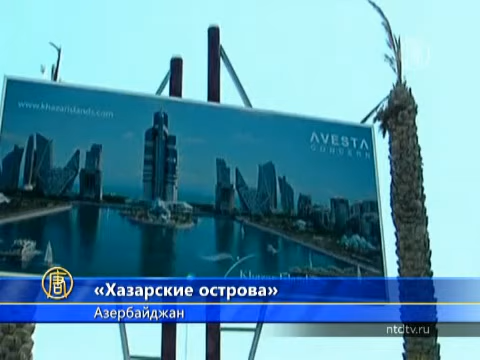 www.khazarislands.com
AVESTA
CONCERN
«Хазарские острова»
Азербайджан
ntdtv.ru